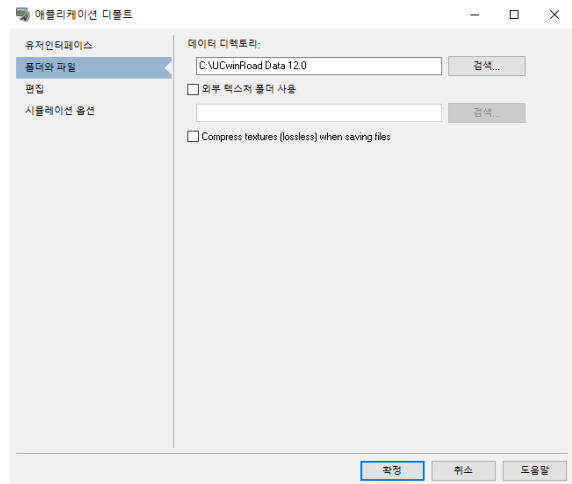 애플리케이션 디폴트
유저인터페이스
폴더와 파일
편집
시뮬레이션 옵션
데이터 디렉토리:
C:\UCwinRoad Data 12.0
검색...
외부 텍스처 폴더 사용
검색...
Compress textures (lossless) when saving files
확정
취소
도움말